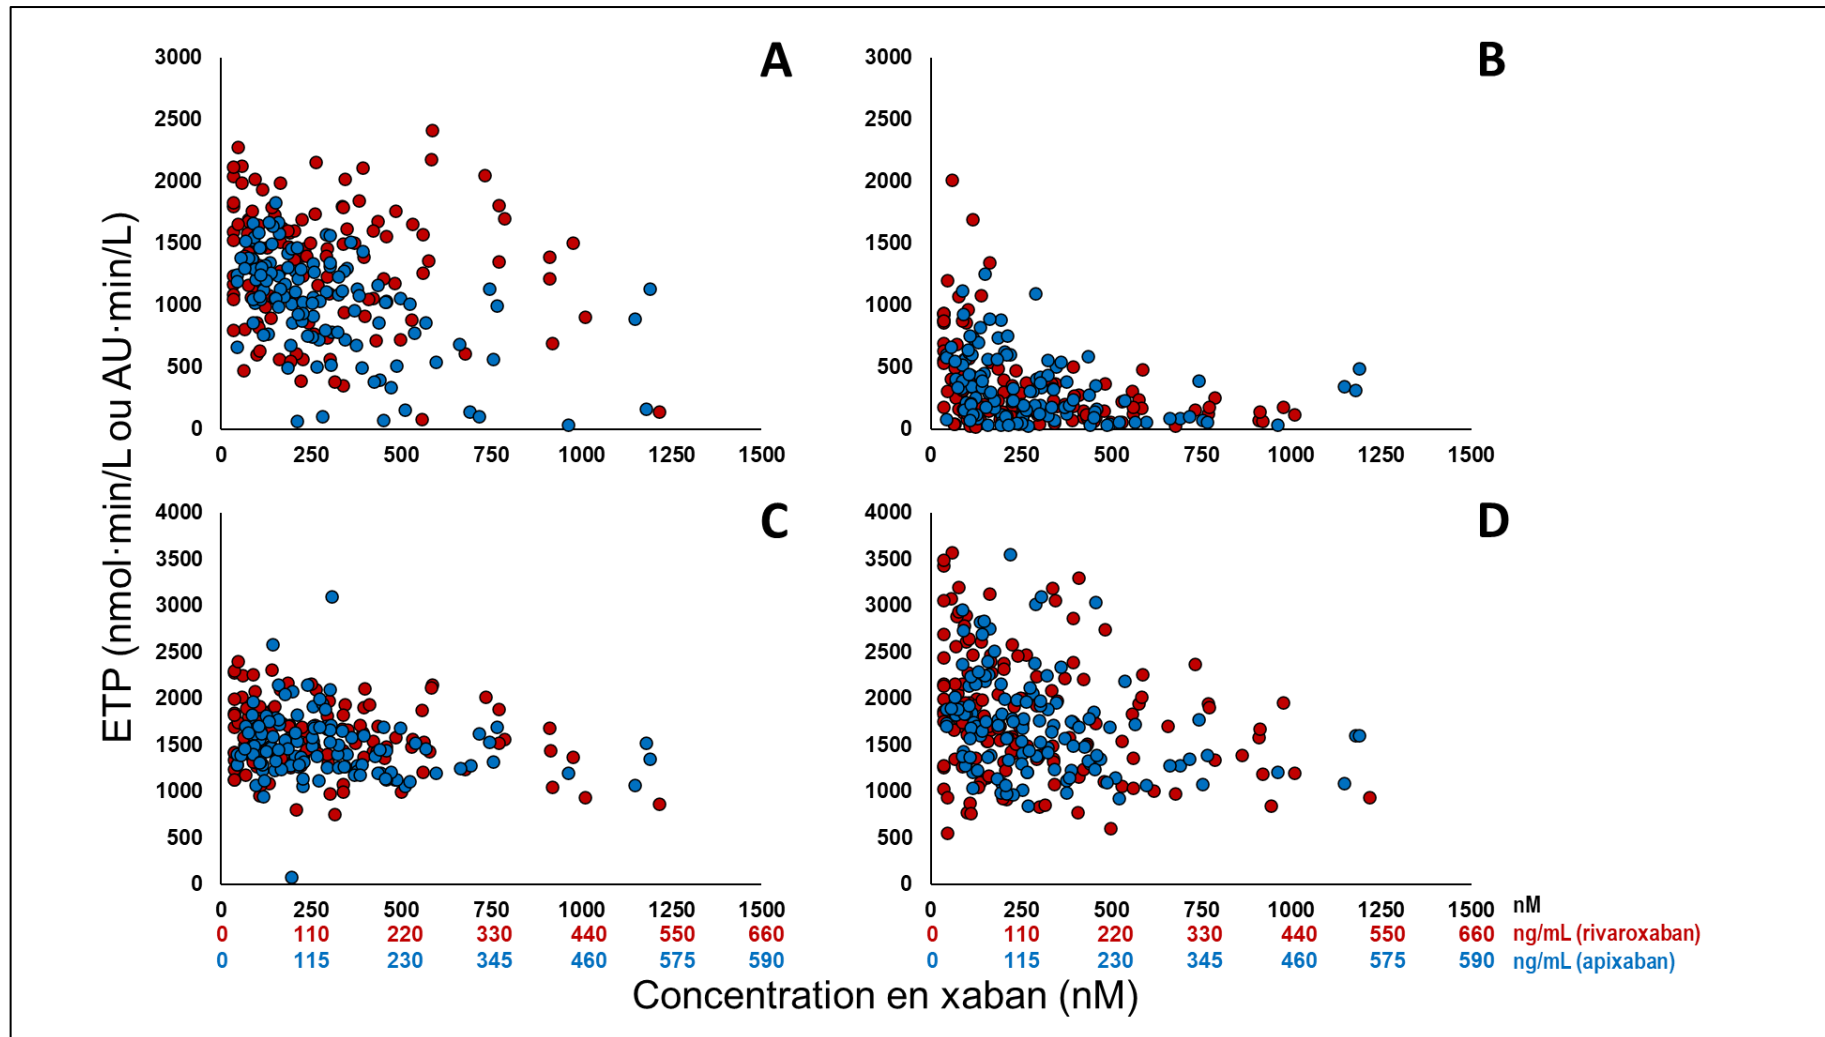 A
B
3000
2500
2000
1500
1000
500
0
0 250 500 750 1000 1250 1500
3000
2500
2000
1500
1000
500
0
0 250 500 750 1000 1250 1500
ETP (nmol·min/L ou AU·min/L)
C
D
4000
3500
3000
2500
2000
1500
1000
500
0
4000
3500
3000
2500
2000
1500
1000
500
0
0 250 500 750 1000 1250 1500 0 250 500 750 1000 1250 1500 nM
0 110 220 330 440 550 660 0 110 220 330 440 550 660 ng/mL (rivaroxaban)
0 115 230 345 460 575 590 0 115 230 345 460 575 590 ng/mL (apixaban)
Concentration en xaban (nM)